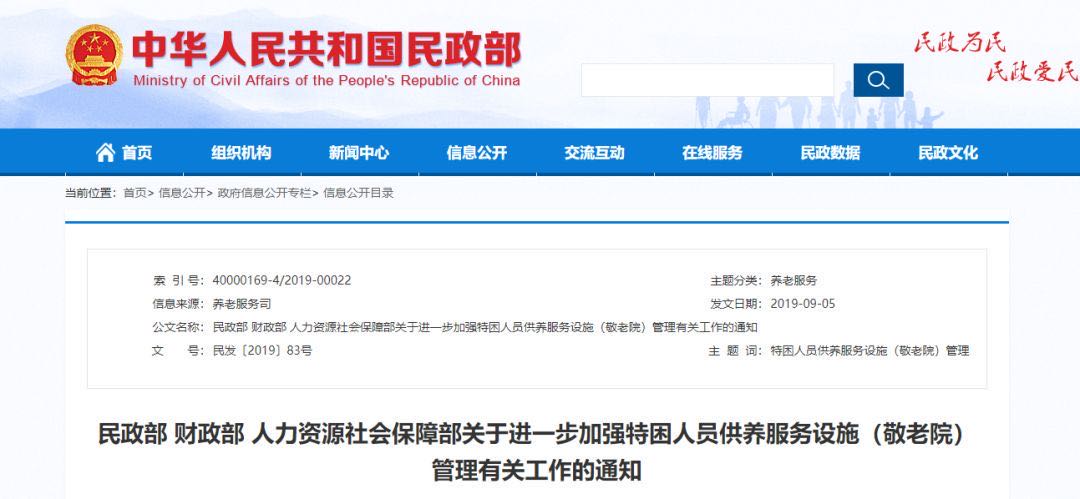 中华人民共和国民政部
Ministry of Civil Affairs of the People's Republic of China
民政为民
民政爱民
首页 组织机构 新闻中心 信息公开 交流互动 在线服务 民政数据 民政文化
当前位置：首页> 信息公开> 政府信息公开专栏> 信息公开目录
索 引 号： 40000169-4/2019-00022 主题分类： 养老服务
信息来源： 养老服务司 发文日期： 2019-09-05
公文名称： 民政部 财政部 人力资源社会保障部关于进一步加强特困人员供养服务设施（敬老院）管理有关工作的通知
文 号： 民发〔2019〕83号 主 题 词： 特困人员供养服务设施（敬老院）管理
民政部 财政部 人力资源社会保障部关于进一步加强特困人员供养服务设施（敬老院）
管理有关工作的通知